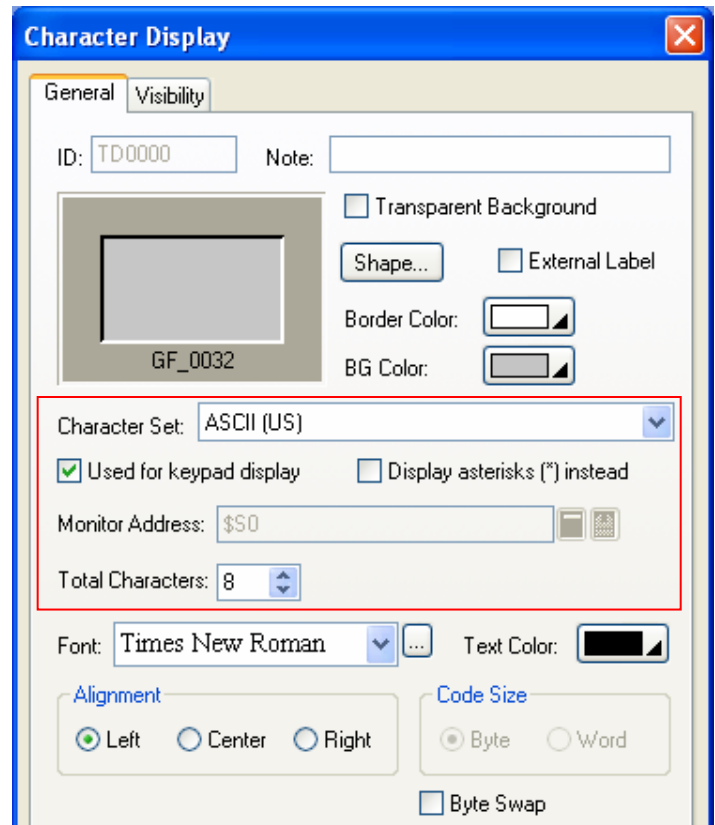 Character Display
General Visibility
ID: TD0000 Note:
Transparent Background
Shape... External Label
Border Color:
GF_0032
BG Color:
Character Set: ASCII (US)
Used for keypad display Display asterisks (*) instead
Monitor Address: $S0
Total Characters: 8
Font: Times New Roman ... Text Color:
Alignment Code Size
Left Center Right Byte Word
Byte Swap